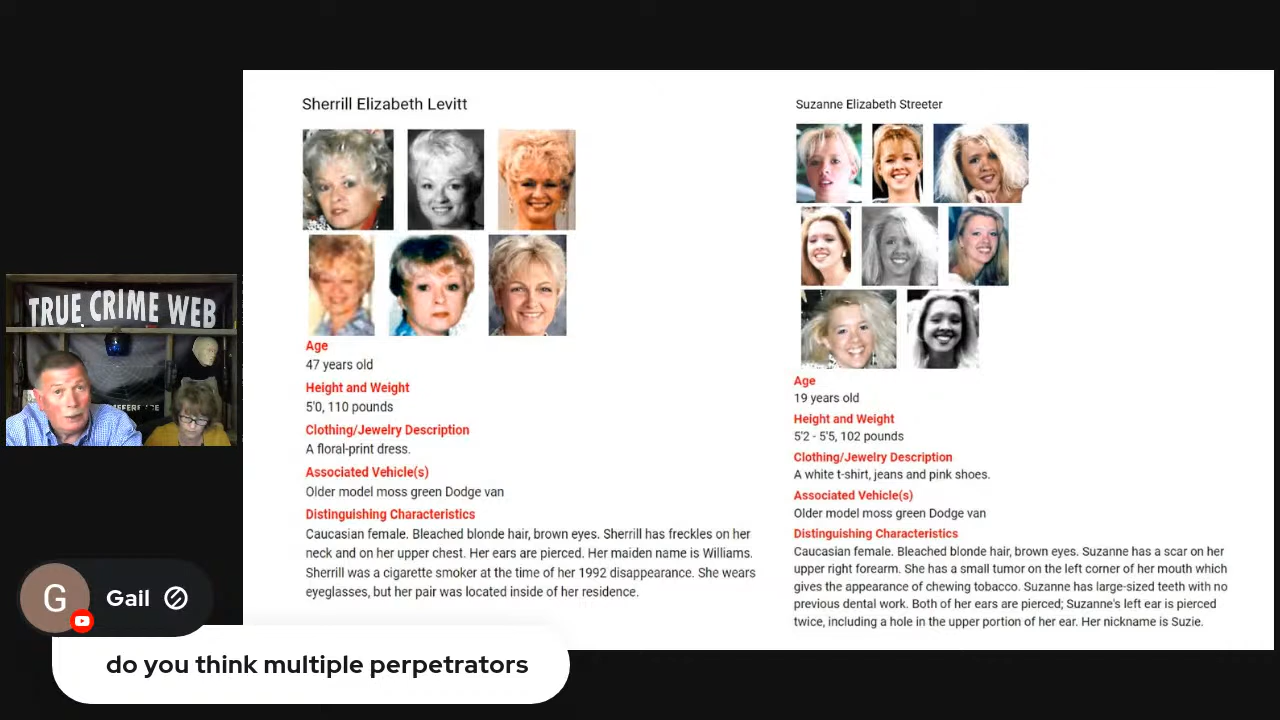 Sherrill Elizabeth Levitt
Age
47 years old
Height and Weight
5'0, 110 pounds
Clothing/Jewelry Description
A floral-print dress.
Associated Vehicle(s)
Older model moss green Dodge van
Distinguishing Characteristics
Caucasian female. Bleached blonde hair, brown eyes. Sherrill has freckles on her
neck and on her upper chest. Her ears are pierced. Her maiden name is Williams.
Sherrill was a cigarette smoker at the time of her 1992 disappearance. She wears
eyeglasses, but her pair was located inside of her residence.
Suzanne Elizabeth Streeter
Age
19 years old
Height and Weight
5'2 - 5'5, 102 pounds
Clothing/Jewelry Description
A white t-shirt, jeans and pink shoes.
Associated Vehicle(s)
Older model moss green Dodge van
Distinguishing Characteristics
Caucasian female. Bleached blonde hair, brown eyes. Suzanne has a scar on her
upper right forearm. She has a small tumor on the left corner of her mouth which
gives the appearance of chewing tobacco. Suzanne has large-sized teeth with no
previous dental work. Both of her ears are pierced; Suzanne's left ear is pierced
twice, including a hole in the upper portion of her ear. Her nickname is Suzie.
TRUE CRIME WEB
G
Gail
do you think multiple perpetrators